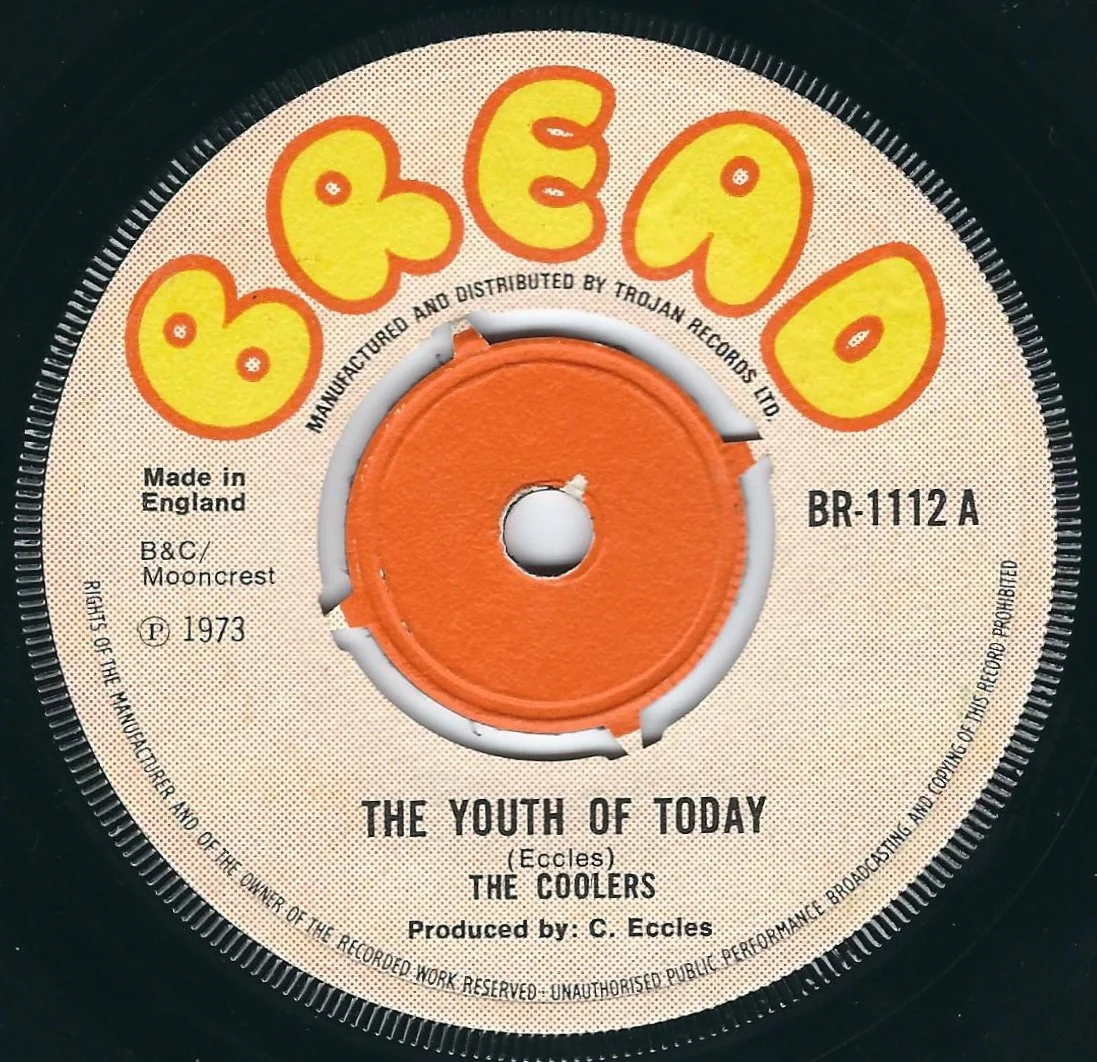 BREAD
MANUFACTURED AND DISTRIBUTED BY TROJAN RECORDS LTD.
Made in
England
BR-1112 A
B&C/
Mooncrest
Ⓟ 1973
THE YOUTH OF TODAY
(Eccles)
THE COOLERS
Produced by: C. Eccles
RIGHTS OF THE MANUFACTURER AND OF THE OWNER OF THE RECORDED WORK RESERVED - UNAUTHORISED PUBLIC PERFORMANCE BROADCASTING AND COPYING OF THIS RECORD PROHIBITED